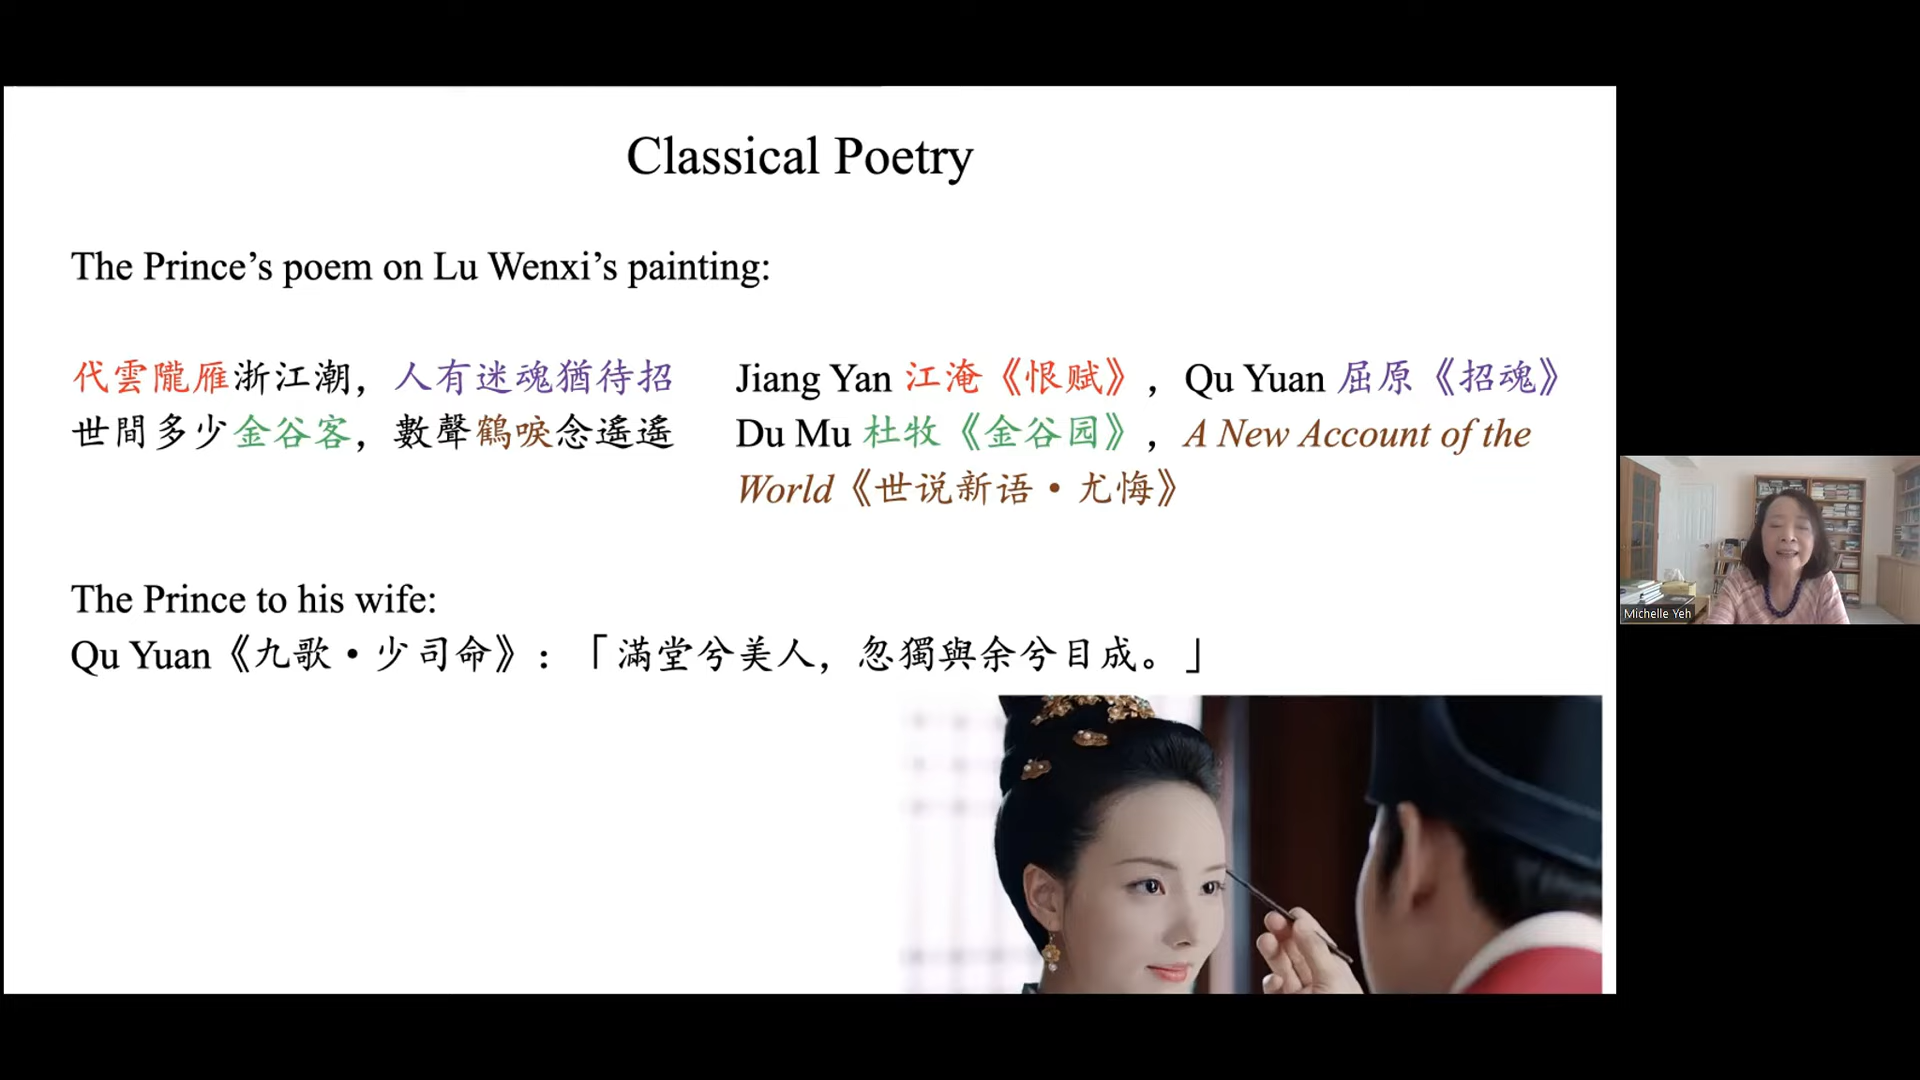 Classical Poetry
The Prince’s poem on Lu Wenxi’s painting:
代雲隴雁浙江潮，人有迷魂猶待招
世間多少金谷客，數聲鶴唳念遙遙
Jiang Yan 江淹《恨赋》，Qu Yuan 屈原《招魂》
Du Mu 杜牧《金谷园》，A New Account of the
World《世说新语·尤悔》
The Prince to his wife:
Qu Yuan《九歌·少司命》:「滿堂兮美人，忽獨與余兮目成。」
Michelle Yeh